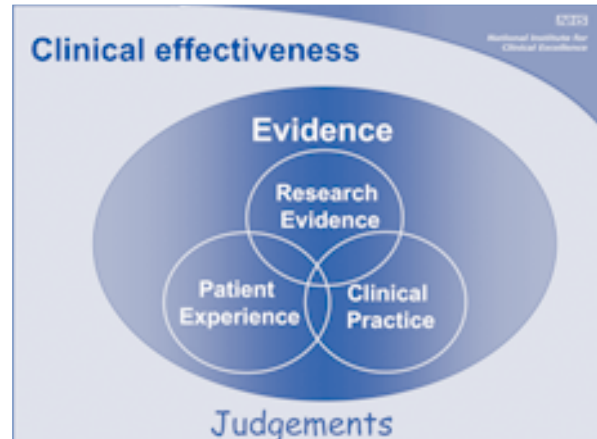 NHS
National Institute for
Clinical Excellence
Clinical effectiveness
Evidence
Research
Evidence
Patient
Experience
Clinical
Practice
Judgements